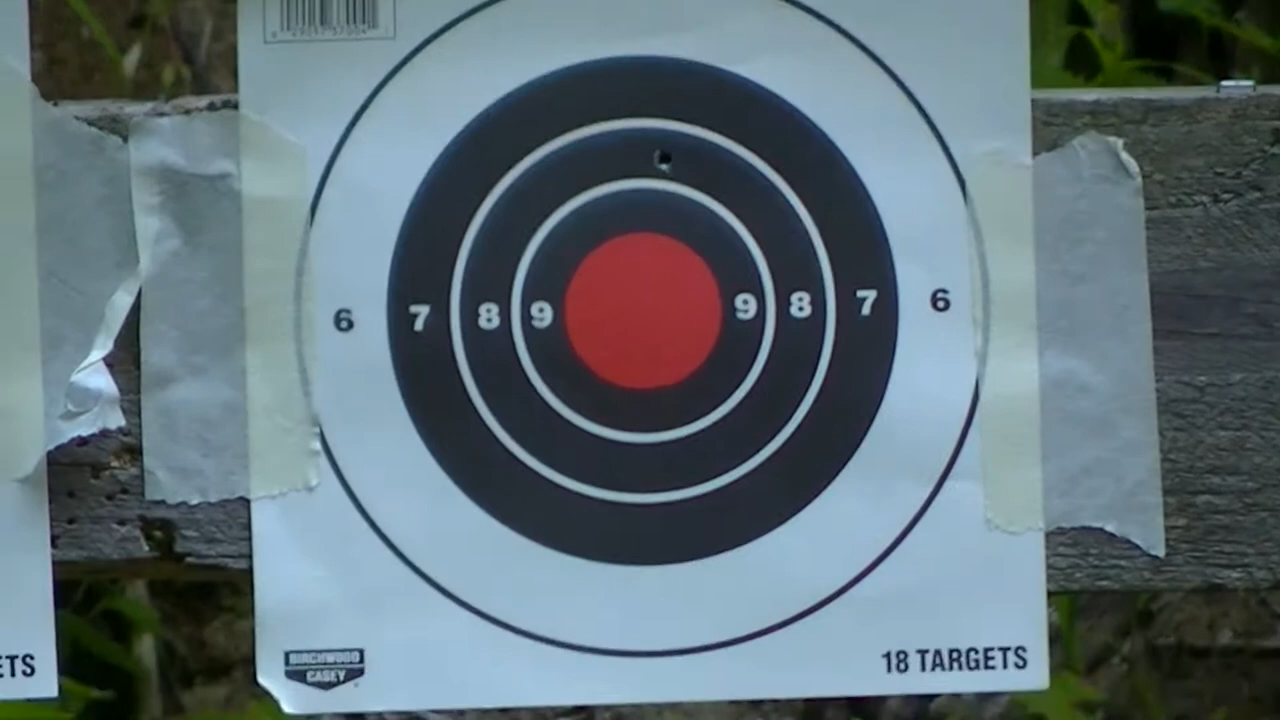 6 7 8 9 9 8 7 6
BIRCHWOOD
CASEY
18 TARGETS
ETS